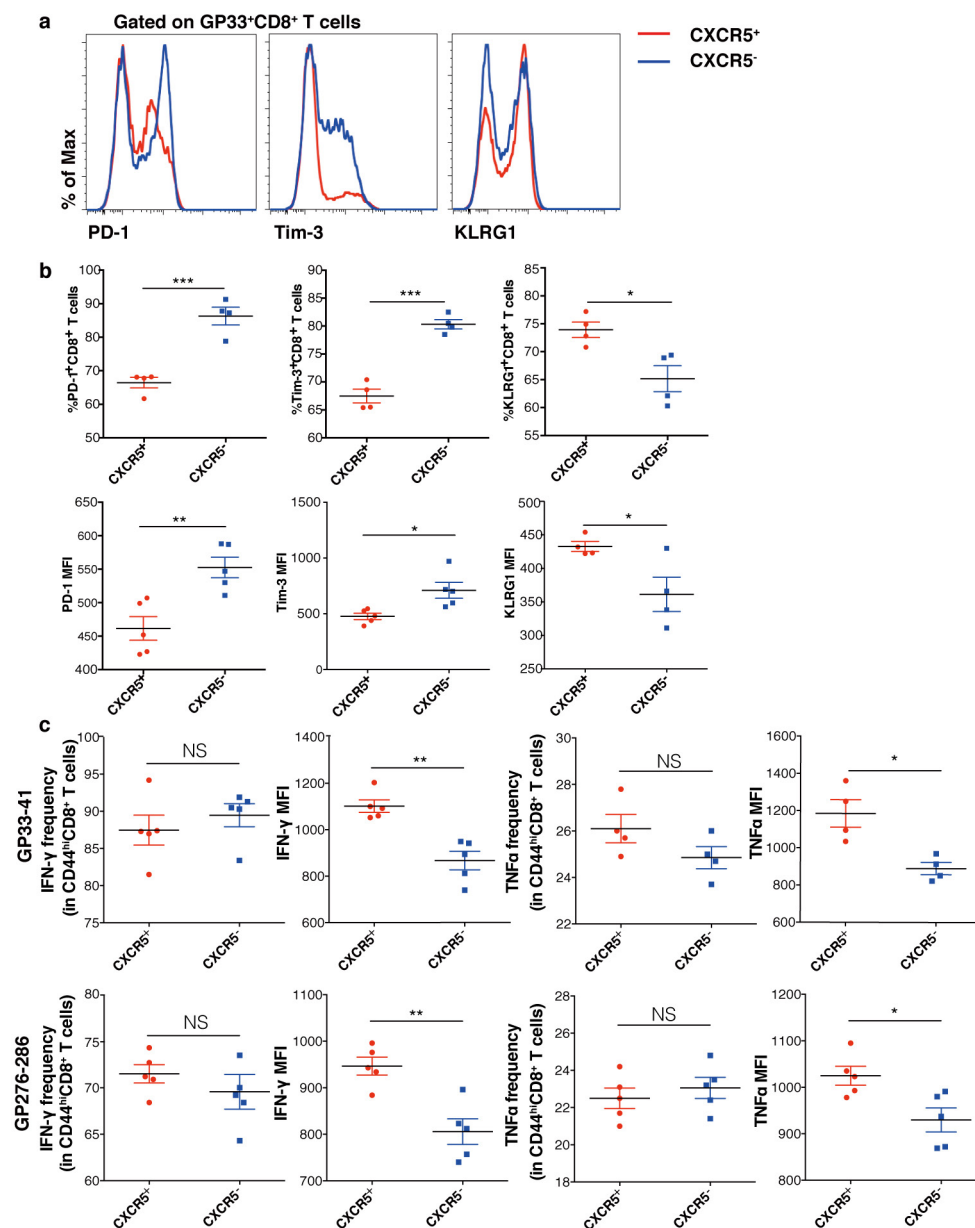 a
Gated on GP33⁺CD8⁺ T cells
CXCR5⁺
CXCR5⁻
% of Max
PD-1
Tim-3
KLRG1
b
%PD-1⁺CD8⁺ T cells
100
90
80
70
60
50
***
CXCR5⁺
CXCR5⁻
%Tim-3⁺CD8⁺ T cells
90
85
80
75
70
65
60
***
CXCR5⁺
CXCR5⁻
%KLRG1⁺CD8⁺ T cells
85
80
75
70
65
60
55
*
CXCR5⁺
CXCR5⁻
PD-1 MFI
650
600
550
500
450
400
**
CXCR5⁺
CXCR5⁻
Tim-3 MFI
1500
1000
500
0
*
CXCR5⁺
CXCR5⁻
KLRG1 MFI
500
450
400
350
300
250
*
CXCR5⁺
CXCR5⁻
c
GP33-41
IFN-γ frequency
(in CD44ʰⁱCD8⁺ T cells)
100
95
90
85
80
75
NS
CXCR5⁺
CXCR5⁻
IFN-γ MFI
1400
1200
1000
800
600
**
CXCR5⁺
CXCR5⁻
TNFα frequency
(in CD44ʰⁱCD8⁺ T cells)
30
28
26
24
22
NS
CXCR5⁺
CXCR5⁻
TNFα MFI
1600
1400
1200
1000
800
600
*
CXCR5⁺
CXCR5⁻
GP276-286
IFN-γ frequency
(in CD44ʰⁱCD8⁺ T cells)
80
75
70
65
60
NS
CXCR5⁺
CXCR5⁻
IFN-γ MFI
1100
1000
900
800
700
**
CXCR5⁺
CXCR5⁻
TNFα frequency
(in CD44ʰⁱCD8⁺ T cells)
28
26
24
22
20
18
NS
CXCR5⁺
CXCR5⁻
TNFα MFI
1200
1100
1000
900
800
*
CXCR5⁺
CXCR5⁻